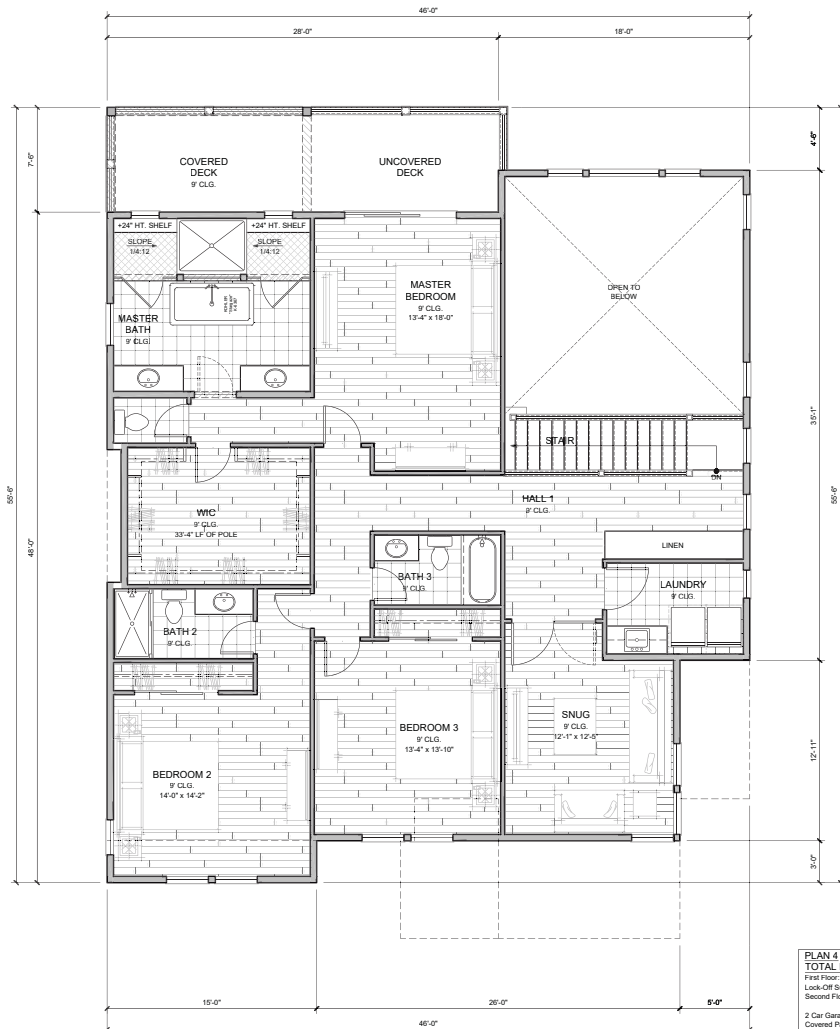 46'-0"
28'-0"
18'-0"
7'-6"
4'-6"
COVERED
DECK
9' CLG.
UNCOVERED
DECK
+24" HT. SHELF
+24" HT. SHELF
SLOPE
1/4:12
SLOPE
1/4:12
MASTER
BEDROOM
9' CLG.
13'-4" x 18'-0"
OPEN TO
BELOW
MASTER
BATH
9' CLG.
KOHLER
35'-1"
STAIR
DN
55'-6"
55'-6"
48'-0"
HALL 1
9' CLG.
WIC
9' CLG.
33'-4" LF OF POLE
LINEN
BATH 3
9' CLG.
LAUNDRY
9' CLG.
BATH 2
9' CLG.
SNUG
9' CLG.
12'-1" x 12'-5"
BEDROOM 3
9' CLG.
13'-4" x 13'-10"
12'-11"
BEDROOM 2
9' CLG.
14'-0" x 14'-2"
3'-0"
PLAN 4
TOTAL
First Floor:
Lock-Off
Second
2 Car
Covered
15'-0"
26'-0"
5'-0"
46'-0"